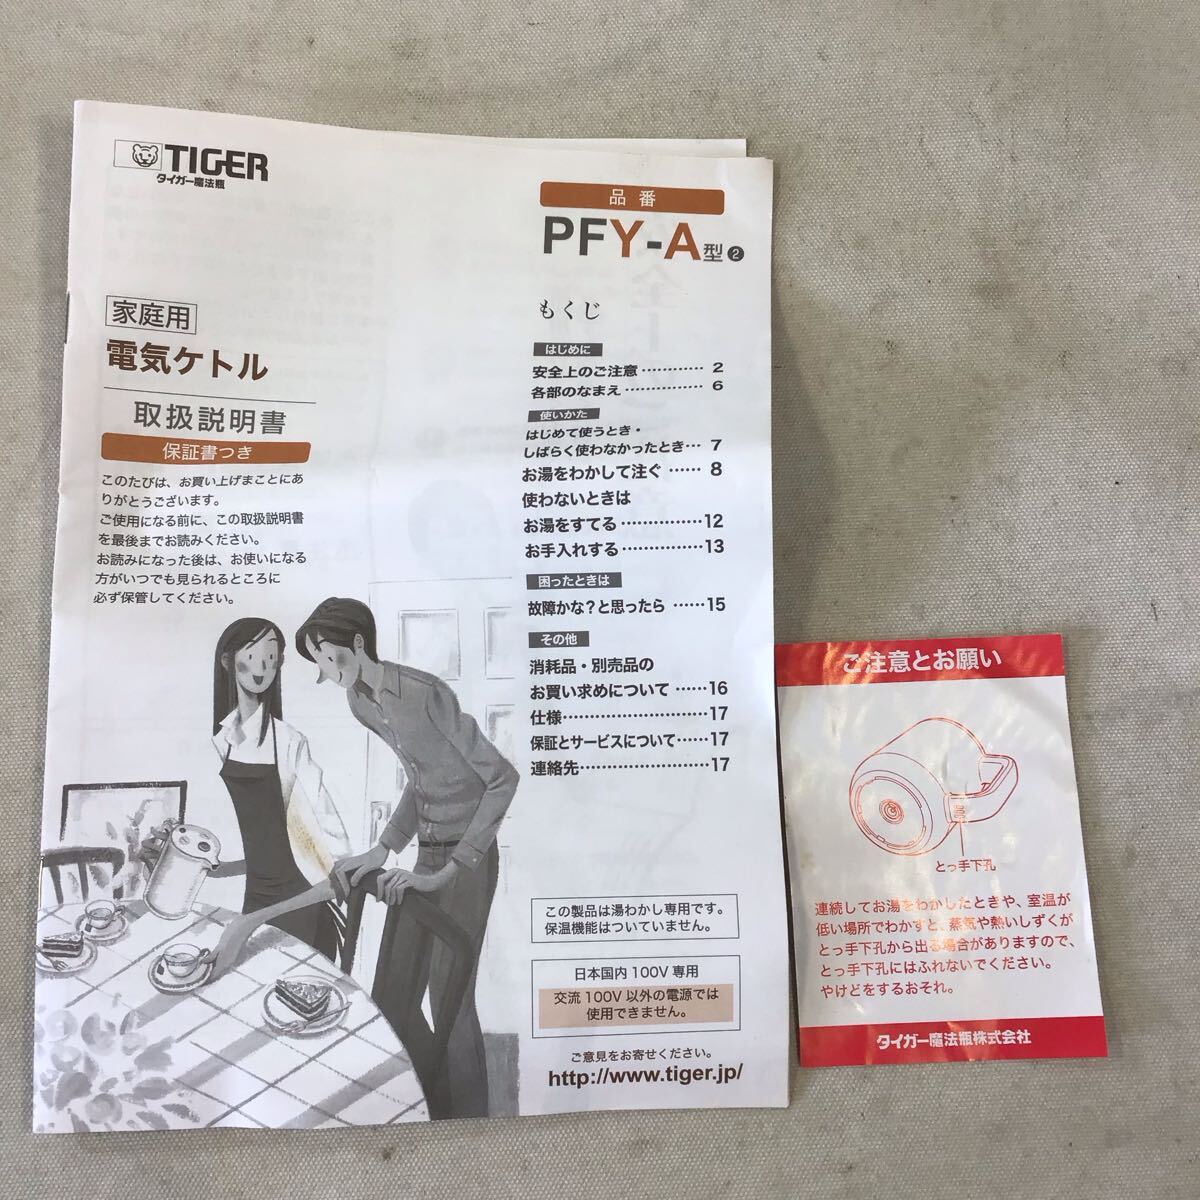 TIGER
タイガー魔法瓶
家庭用
電気ケトル
取扱説明書
保証書つき
このたびは、お買い上げまことにあ
りがとうございます。
ご使用になる前に、この取扱説明書
を最後までお読みください。
お読みになった後は、お使いになる
方がいつでも見られるところに
必ず保管してください。
品番
PFY-A型❷
もくじ
はじめに
安全上のご注意………… 2
各部のなまえ…………… 6
使いかた
はじめて使うとき・
しばらく使わなかったとき… 7
お湯をわかして注ぐ …… 8
使わないときは
お湯をすてる……………12
お手入れする……………13
困ったときは
故障かな?と思ったら ……15
その他
消耗品・別売品の
お買い求めについて ……16
仕様………………………17
保証とサービスについて……17
連絡先……………………17
この製品は湯わかし専用です。
保温機能はついていません。
日本国内100V専用
交流100V以外の電源では
使用できません。
ご意見をお寄せください。
http://www.tiger.jp/
ご注意とお願い
とっ手下孔
連続してお湯をわかしたときや、室温が
低い場所でわかすと、蒸気や熱いしずくが
とっ手下孔から出る場合がありますので、
とっ手下孔にはふれないでください。
やけどをするおそれ。
タイガー魔法瓶株式会社